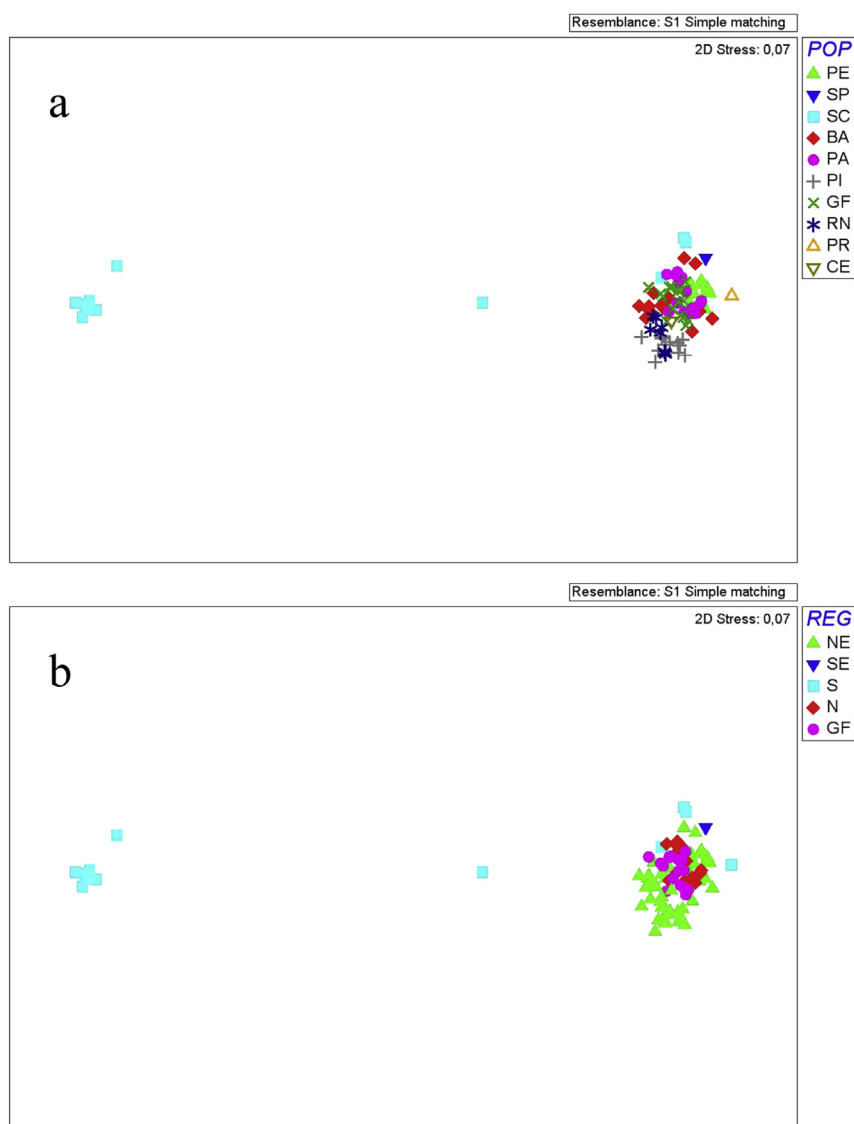 Resemblance: S1 Simple matching
2D Stress: 0,07
a
POP
PE
SP
SC
BA
PA
PI
GF
RN
PR
CE
Resemblance: S1 Simple matching
2D Stress: 0,07
b
REG
NE
SE
S
N
GF